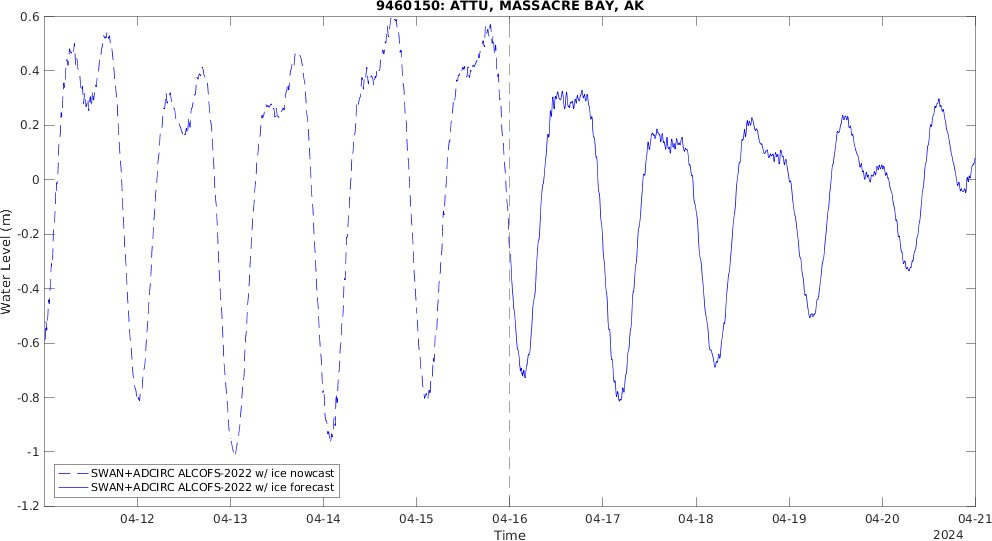 9460150: ATTU, MASSACRE BAY, AK
0.6
0.4
0.2
0
-0.2
-0.4
-0.6
-0.8
-1
-1.2
Water Level (m)
SWAN+ADCIRC ALCOFS-2022 w/ ice nowcast
SWAN+ADCIRC ALCOFS-2022 w/ ice forecast
04-12 04-13 04-14 04-15 04-16 04-17 04-18 04-19 04-20 04-21
Time
2024